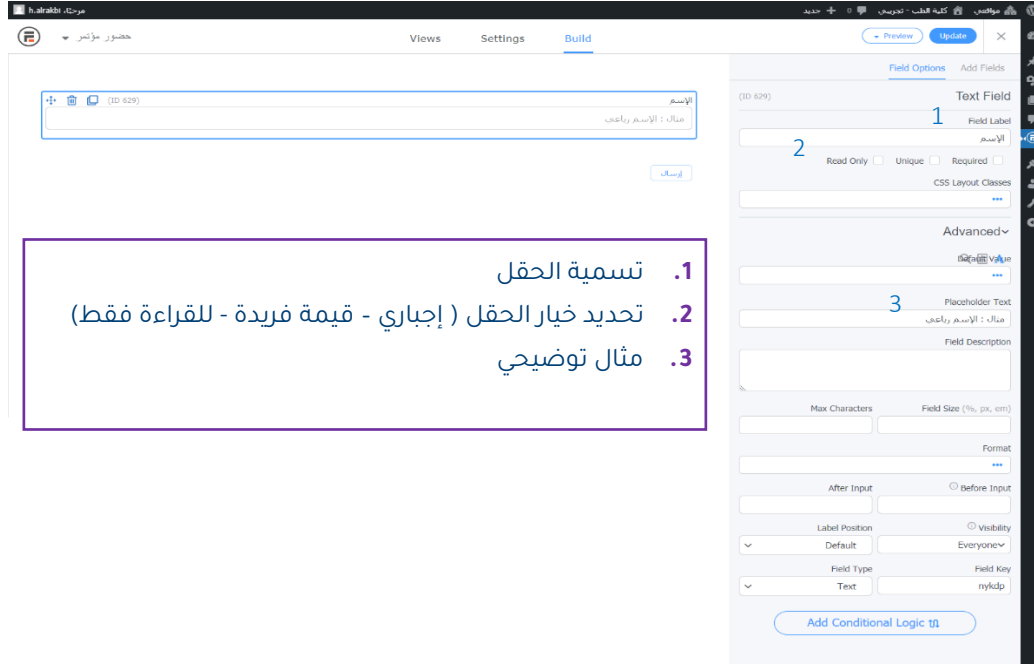 مواقعي كلية الطب - تجريبي 0 + جديد
مرحبًا، h.alrakbi
حضور مؤتمر
Views Settings Build
Preview Update ×
Field Options Add Fields
(ID 629) Text Field
1 Field Label
الإسم
2
Read Only Unique Required
CSS Layout Classes
Advanced
Default Value
3 Placeholder Text
مثال : الإسم رباعي
Field Description
Max Characters Field Size (%, px, em)
Format
After Input Before Input
Label Position Visibility
Default Everyone
Field Type Field Key
Text nykdp
Add Conditional Logic
(ID 629) الإسم
مثال : الإسم رباعي
إرسال
1. تسمية الحقل
2. تحديد خيار الحقل ( إجباري - قيمة فريدة - للقراءة فقط)
3. مثال توضيحي